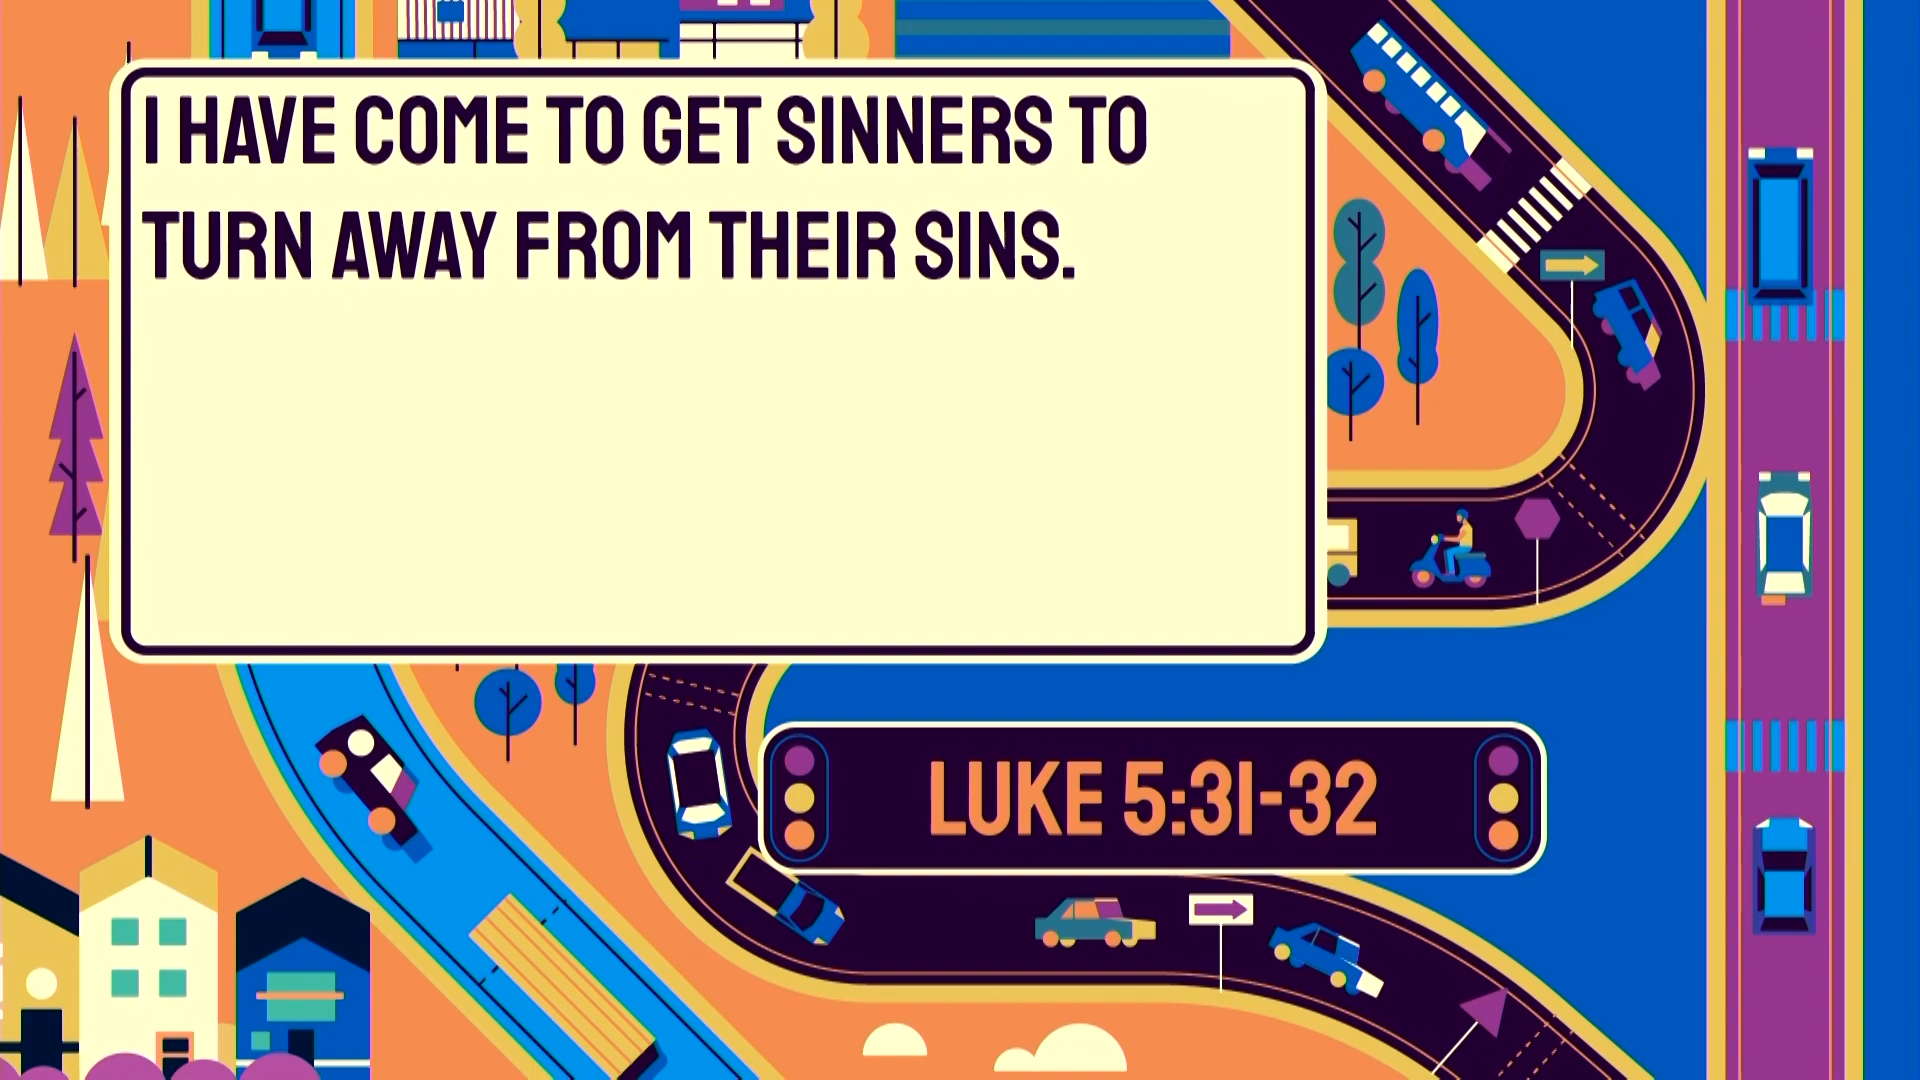 I HAVE COME TO GET SINNERS TO
TURN AWAY FROM THEIR SINS.
LUKE 5:31-32